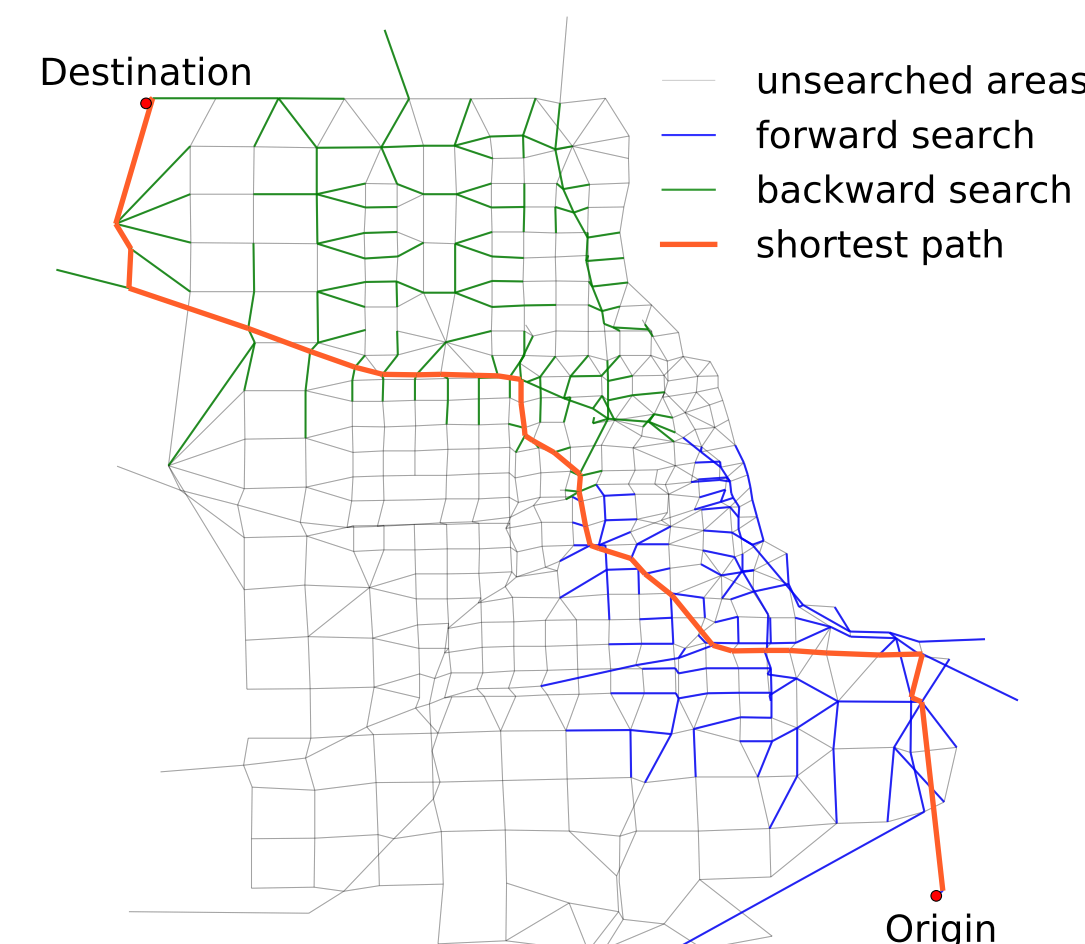 Destination
unsearched areas
forward search
backward search
shortest path
Origin